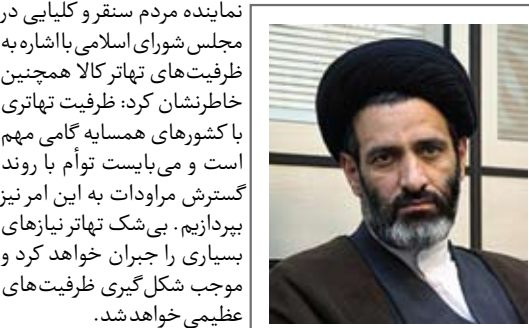 نماینده مردم سنقر و کلیایی در
مجلس شورای اسلامی با اشاره به
ظرفیت‌های تهاتر کالا همچنین
خاطرنشان کرد: ظرفیت تهاتری
با کشورهای همسایه گامی مهم
است و می‌بایست توأم با روند
گسترش مراودات به این امر نیز
بپردازیم. بی‌شک تهاتر نیازهای
بسیاری را جبران خواهد کرد و
موجب شکل‌گیری ظرفیت‌های
عظیمی خواهد شد.